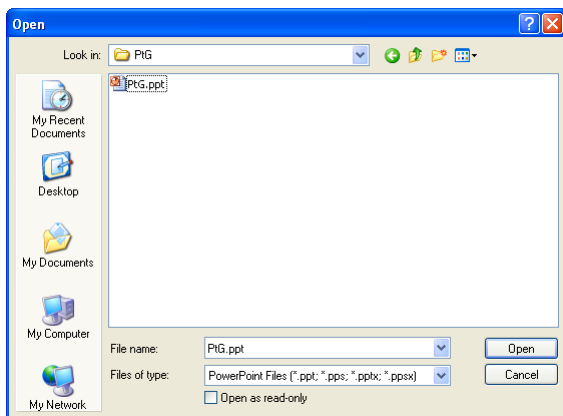 Open
Look in: PtG
PtG.ppt
My Recent
Documents
Desktop
My Documents
My Computer
My Network
File name: PtG.ppt Open
Files of type: PowerPoint Files (*.ppt; *.pps; *.pptx; *.ppsx) Cancel
Open as read-only